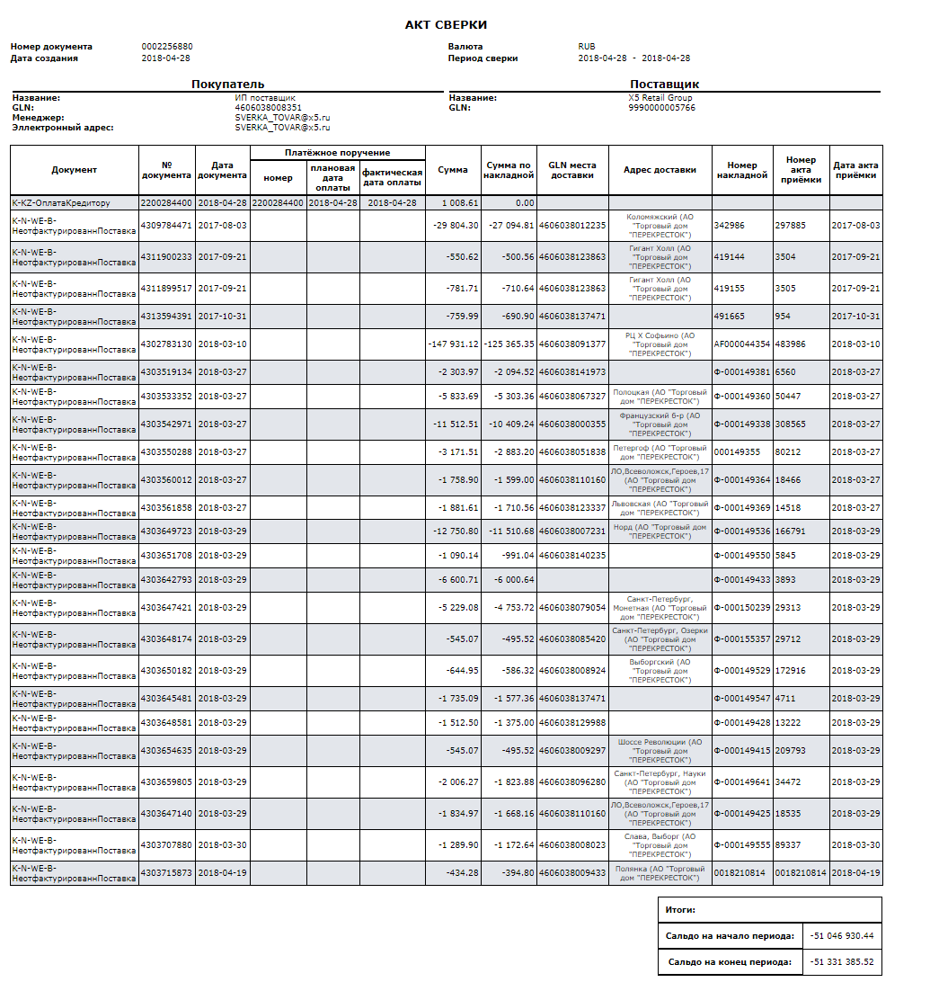 АКТ СВЕРКИ
Номер документа 0002256880 Валюта RUB
Дата создания 2018-04-28 Период сверки 2018-04-28 - 2018-04-28
Покупатель Поставщик
Название: ИП поставщик Название: X5 Retail Group
GLN: 4606038008351 GLN: 9990000005766
Менеджер: SVERKA_TOVAR@x5.ru
Эллектронный адрес: SVERKA_TOVAR@x5.ru
Документ № документа Дата документа Платёжное поручение номер плановая дата оплаты фактическая дата оплаты Сумма Сумма по накладной GLN места доставки Адрес доставки Номер накладной Номер акта приёмки Дата акта приёмки
K-KZ-ОплатаКредитору 2200284400 2018-04-28 2200284400 2018-04-28 2018-04-28 1 008.61 0.00
K-N-WE-B-НеотфактурированнПоставка 4309784471 2017-08-03 -29 804.30 -27 094.81 4606038012235 Коломяжский (АО "Торговый дом "ПЕРЕКРЕСТОК") 342986 297885 2017-08-03
K-N-WE-B-НеотфактурированнПоставка 4311900233 2017-09-21 -550.62 -500.56 4606038123863 Гигант Холл (АО "Торговый дом "ПЕРЕКРЕСТОК") 419144 3504 2017-09-21
K-N-WE-B-НеотфактурированнПоставка 4311899517 2017-09-21 -781.71 -710.64 4606038123863 Гигант Холл (АО "Торговый дом "ПЕРЕКРЕСТОК") 419155 3505 2017-09-21
K-N-WE-B-НеотфактурированнПоставка 4313594391 2017-10-31 -759.99 -690.90 4606038137471 491665 954 2017-10-31
K-N-WE-B-НеотфактурированнПоставка 4302783130 2018-03-10 -147 931.12 -125 365.35 4606038091377 РЦ Х Софьино (АО "Торговый дом "ПЕРЕКРЕСТОК") AF000044354 483986 2018-03-10
K-N-WE-B-НеотфактурированнПоставка 4303519134 2018-03-27 -2 303.97 -2 094.52 4606038141973 Ф-000149381 6560 2018-03-27
K-N-WE-B-НеотфактурированнПоставка 4303533352 2018-03-27 -5 833.69 -5 303.36 4606038067327 Полоцкая (АО "Торговый дом "ПЕРЕКРЕСТОК") Ф-000149360 50447 2018-03-27
K-N-WE-B-НеотфактурированнПоставка 4303542971 2018-03-27 -11 512.51 -10 409.24 4606038000355 Французский б-р (АО "Торговый дом "ПЕРЕКРЕСТОК") Ф-000149338 308565 2018-03-27
K-N-WE-B-НеотфактурированнПоставка 4303550288 2018-03-27 -3 171.51 -2 883.20 4606038051838 Петергоф (АО "Торговый дом "ПЕРЕКРЕСТОК") 000149355 80212 2018-03-27
K-N-WE-B-НеотфактурированнПоставка 4303560012 2018-03-27 -1 758.90 -1 599.00 4606038110160 ЛО,Всеволожск,Героев,17 (АО "Торговый дом "ПЕРЕКРЕСТОК") Ф-000149364 18466 2018-03-27
K-N-WE-B-НеотфактурированнПоставка 4303561858 2018-03-27 -1 881.61 -1 710.56 4606038123337 Львовская (АО "Торговый дом "ПЕРЕКРЕСТОК") Ф-000149369 14518 2018-03-27
K-N-WE-B-НеотфактурированнПоставка 4303649723 2018-03-29 -12 750.80 -11 510.68 4606038007231 Норд (АО "Торговый дом "ПЕРЕКРЕСТОК") Ф-000149536 166791 2018-03-29
K-N-WE-B-НеотфактурированнПоставка 4303651708 2018-03-29 -1 090.14 -991.04 4606038140235 Ф-000149550 5845 2018-03-29
K-N-WE-B-НеотфактурированнПоставка 4303642793 2018-03-29 -6 600.71 -6 000.64 Ф-000149433 3893 2018-03-29
K-N-WE-B-НеотфактурированнПоставка 4303647421 2018-03-29 -5 229.08 -4 753.72 4606038079054 Санкт-Петербург, Монетная (АО "Торговый дом "ПЕРЕКРЕСТОК") Ф-000150239 29313 2018-03-29
K-N-WE-B-НеотфактурированнПоставка 4303648174 2018-03-29 -545.07 -495.52 4606038085420 Санкт-Петербург, Озерки (АО "Торговый дом "ПЕРЕКРЕСТОК") Ф-000155357 29712 2018-03-29
K-N-WE-B-НеотфактурированнПоставка 4303650182 2018-03-29 -644.95 -586.32 4606038008924 Выборгский (АО "Торговый дом "ПЕРЕКРЕСТОК") Ф-000149529 172916 2018-03-29
K-N-WE-B-НеотфактурированнПоставка 4303645481 2018-03-29 -1 735.09 -1 577.36 4606038137471 Ф-000149547 4711 2018-03-29
K-N-WE-B-НеотфактурированнПоставка 4303648581 2018-03-29 -1 512.50 -1 375.00 4606038129988 Ф-000149428 13222 2018-03-29
K-N-WE-B-НеотфактурированнПоставка 4303654635 2018-03-29 -545.07 -495.52 4606038009297 Шоссе Революции (АО "Торговый дом "ПЕРЕКРЕСТОК") Ф-000149415 209793 2018-03-29
K-N-WE-B-НеотфактурированнПоставка 4303659805 2018-03-29 -2 006.27 -1 823.88 4606038096280 Санкт-Петербург, Науки (АО "Торговый дом "ПЕРЕКРЕСТОК") Ф-000149641 34472 2018-03-29
K-N-WE-B-НеотфактурированнПоставка 4303647140 2018-03-29 -1 834.97 -1 668.16 4606038110160 ЛО,Всеволожск,Героев,17 (АО "Торговый дом "ПЕРЕКРЕСТОК") Ф-000149425 18535 2018-03-29
K-N-WE-B-НеотфактурированнПоставка 4303707880 2018-03-30 -1 289.90 -1 172.64 4606038008023 Слава, Выборг (АО "Торговый дом "ПЕРЕКРЕСТОК") Ф-000149555 89337 2018-03-30
K-N-WE-B-НеотфактурированнПоставка 4303715873 2018-04-19 -434.28 -394.80 4606038009433 Полянка (АО "Торговый дом "ПЕРЕКРЕСТОК") 0018210814 0018210814 2018-04-19
Итоги:
Сальдо на начало периода: -51 046 930.44
Сальдо на конец периода: -51 331 385.52